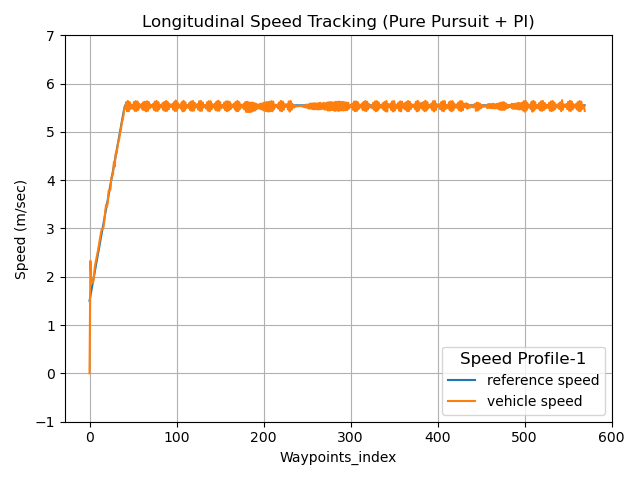 Longitudinal Speed Tracking (Pure Pursuit + PI)
7
6
5
4
3
2
1
0
−1
Speed (m/sec)
0 100 200 300 400 500 600
Waypoints_index
Speed Profile-1
reference speed
vehicle speed